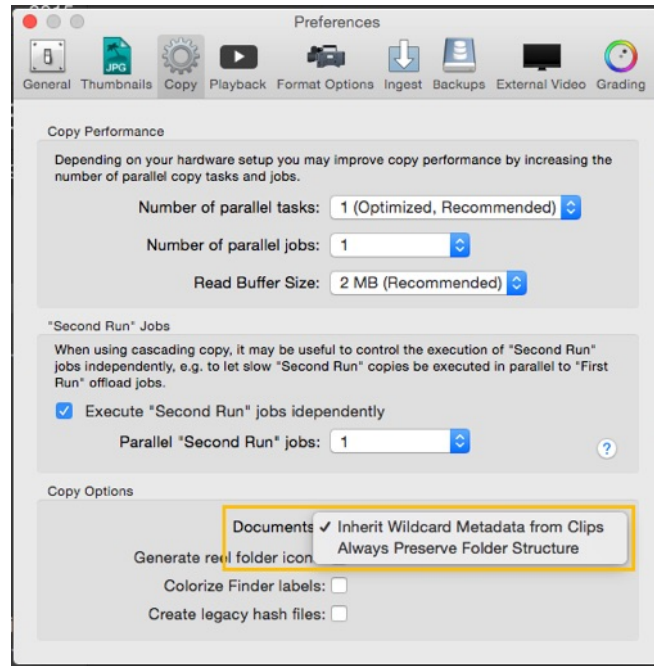 Preferences
JPG
General Thumbnails Copy Playback Format Options Ingest Backups External Video Grading
Copy Performance
Depending on your hardware setup you may improve copy performance by increasing the
number of parallel copy tasks and jobs.
Number of parallel tasks: 1 (Optimized, Recommended)
Number of parallel jobs: 1
Read Buffer Size: 2 MB (Recommended)
"Second Run" Jobs
When using cascading copy, it may be useful to control the execution of "Second Run"
jobs independently, e.g. to let slow "Second Run" copies be executed in parallel to "First
Run" offload jobs.
Execute "Second Run" jobs idependently
Parallel "Second Run" jobs: 1
?
Copy Options
Documents ✓ Inherit Wildcard Metadata from Clips
Always Preserve Folder Structure
Generate reel folder icon
Colorize Finder labels:
Create legacy hash files: